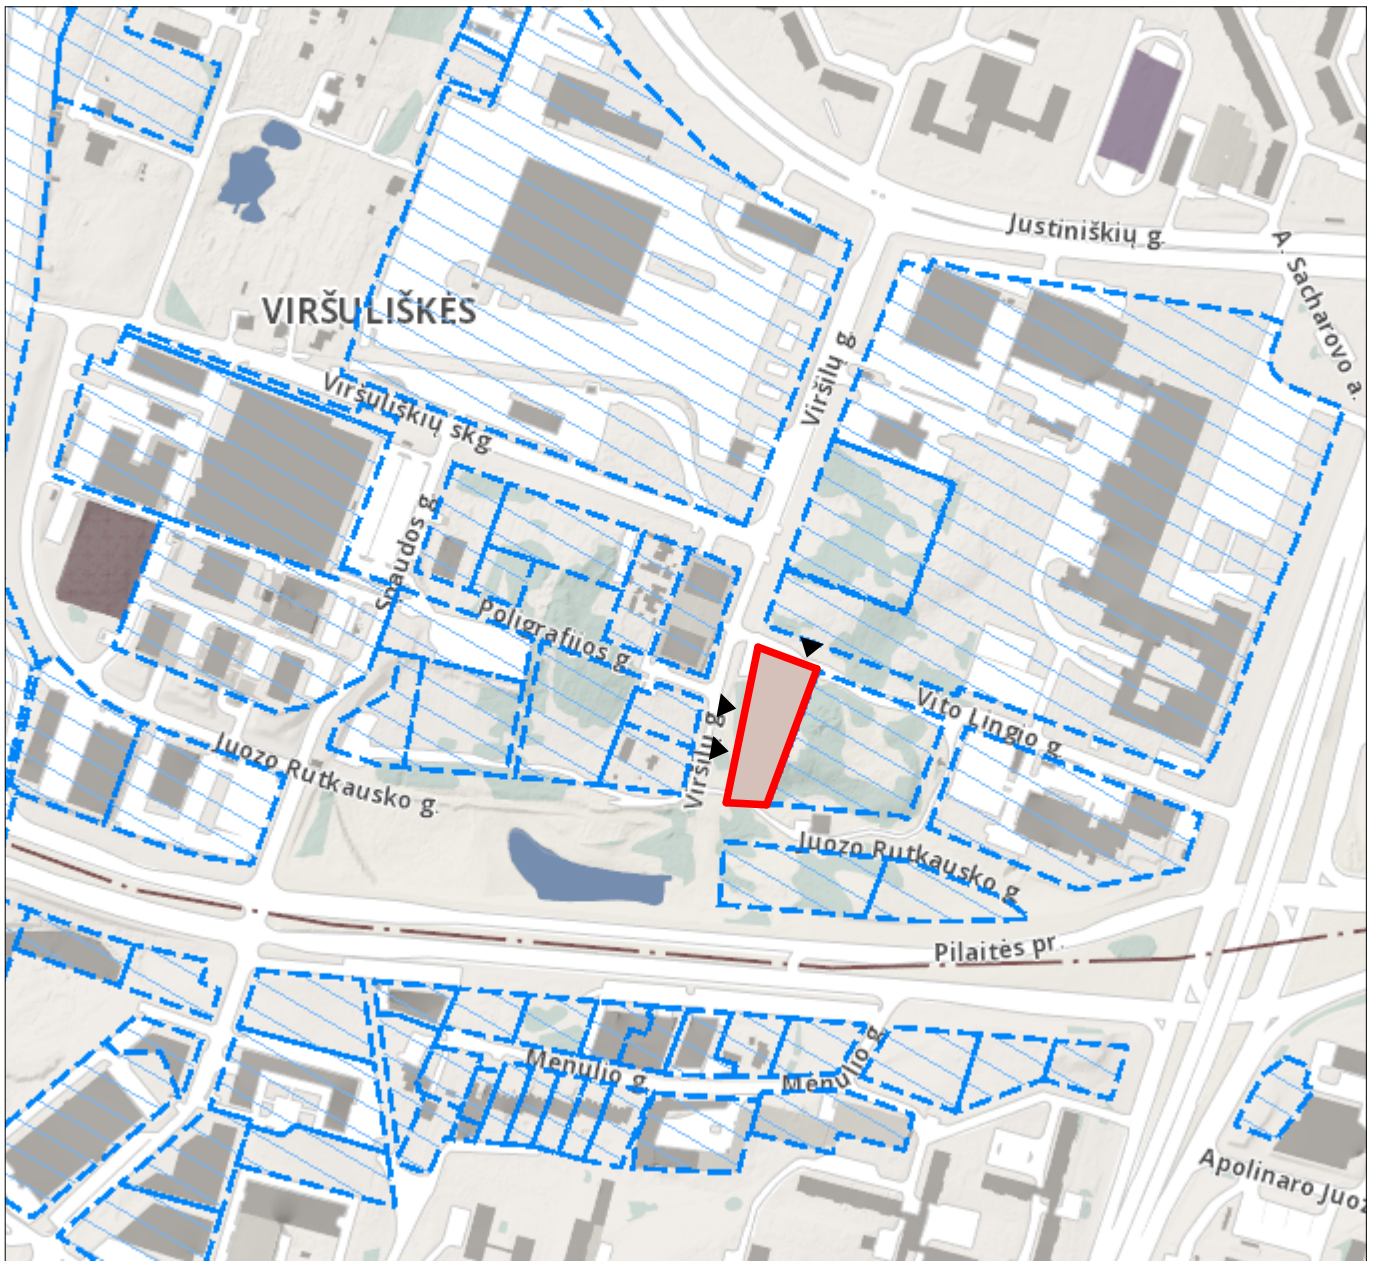 Justiniškių g.
A. Sacharovo a.
VIRŠULIŠKĖS
Viršilų g.
Viršuliškių skg.
Spaudos g.
Poligrafijos g.
Vito Lingio g.
Viršilų g.
Juozo Rutkausko g.
Juozo Rutkausko g.
Pilaitės pr.
Mėnulio g.
Mėnulio g.
Apolinaro Juoz